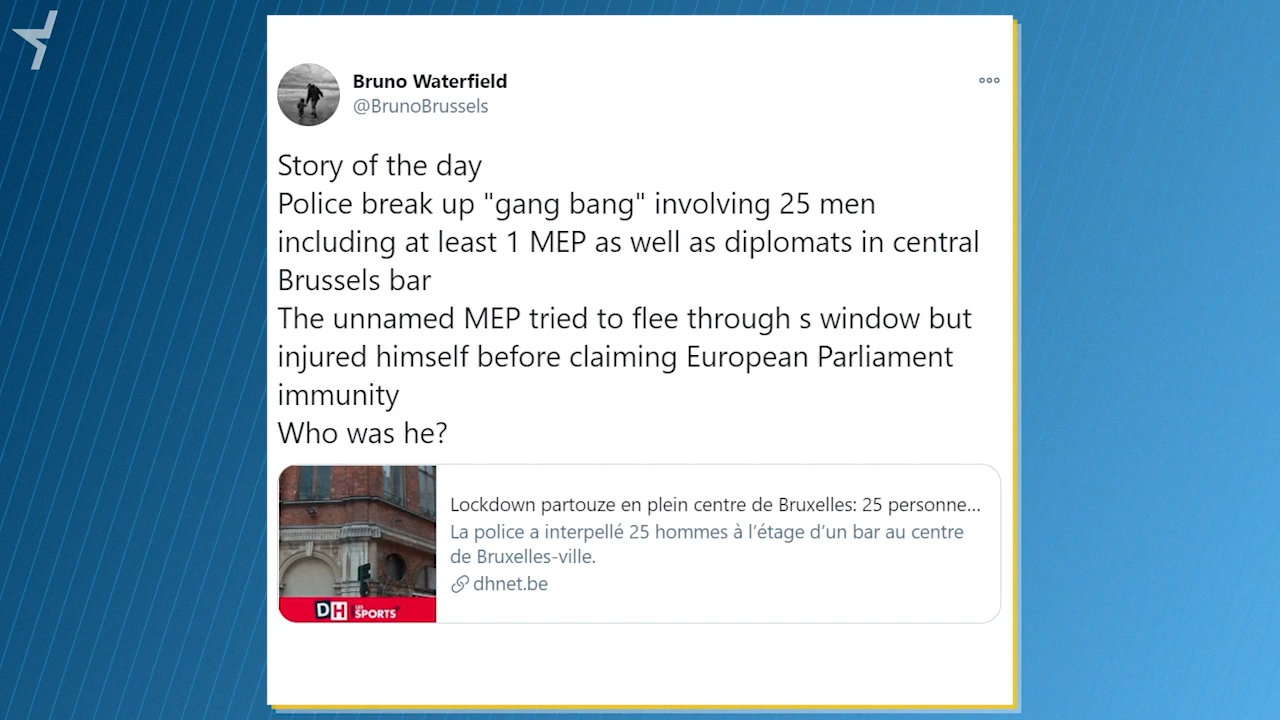 Bruno Waterfield
@BrunoBrussels
Story of the day
Police break up "gang bang" involving 25 men
including at least 1 MEP as well as diplomats in central
Brussels bar
The unnamed MEP tried to flee through s window but
injured himself before claiming European Parliament
immunity
Who was he?
Lockdown partouze en plein centre de Bruxelles: 25 personne...
La police a interpellé 25 hommes à l’étage d’un bar au centre
de Bruxelles-ville.
dhnet.be
DH LES SPORTS+